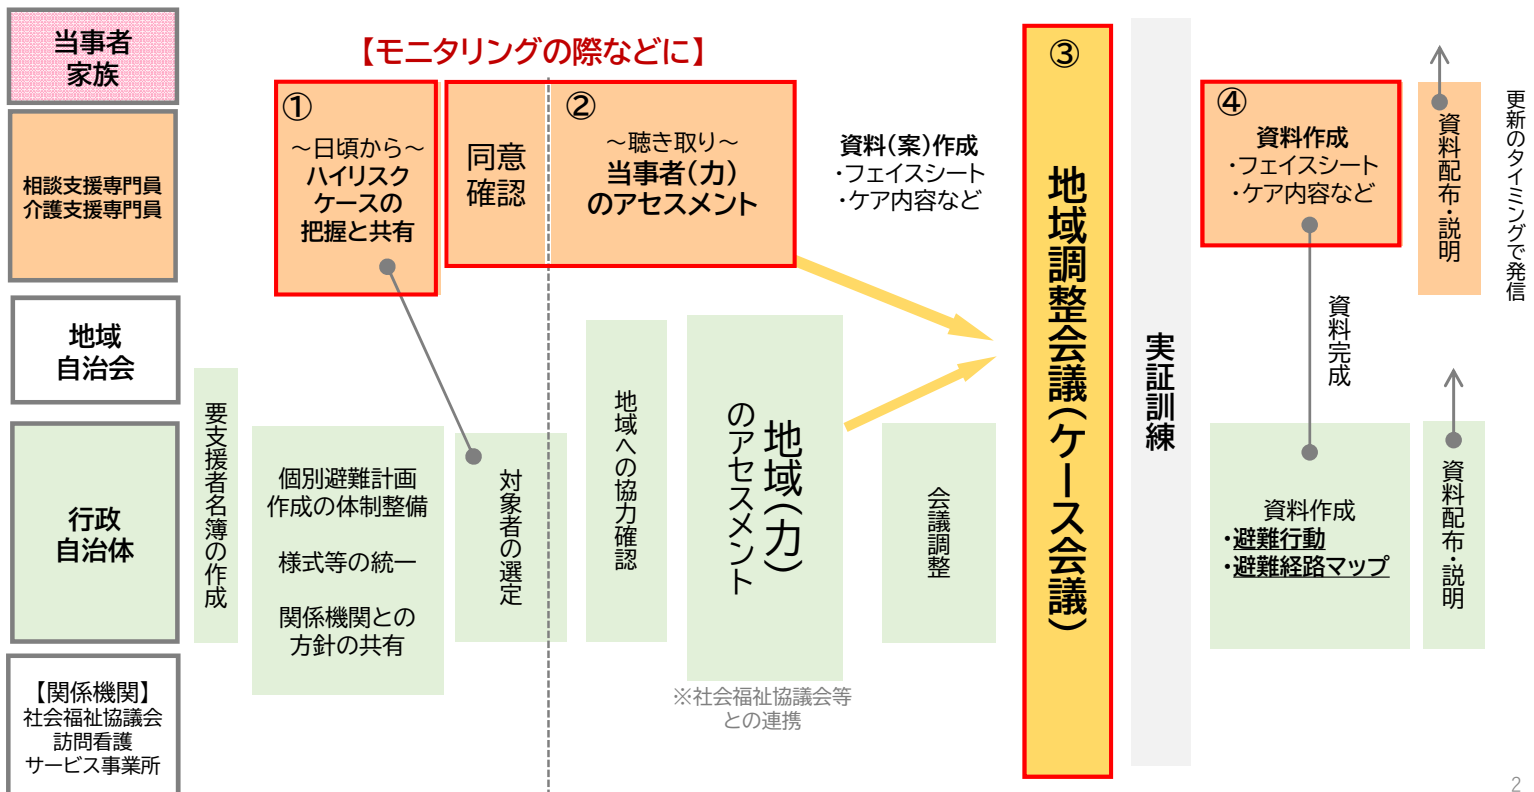 当事者
家族
相談支援専門員
介護支援専門員
地域
自治会
行政
自治体
【関係機関】
社会福祉協議会
訪問看護
サービス事業所
【モニタリングの際などに】
①
～日頃から～
ハイリスク
ケースの
把握と共有
同意
確認
②
～聴き取り～
当事者(力)
のアセスメント
資料(案)作成
・フェイスシート
・ケア内容など
要支援者名簿の作成
個別避難計画
作成の体制整備
様式等の統一
関係機関との
方針の共有
対象者の選定
地域への協力確認
地域(力)
のアセスメント
※社会福祉協議会等
との連携
会議調整
③
地域調整会議(ケース会議)
実証訓練
④
資料作成
・フェイスシート
・ケア内容など
資料完成
資料作成
・避難行動
・避難経路マップ
資料配布・説明
資料配布・説明
更新のタイミングで発信
2